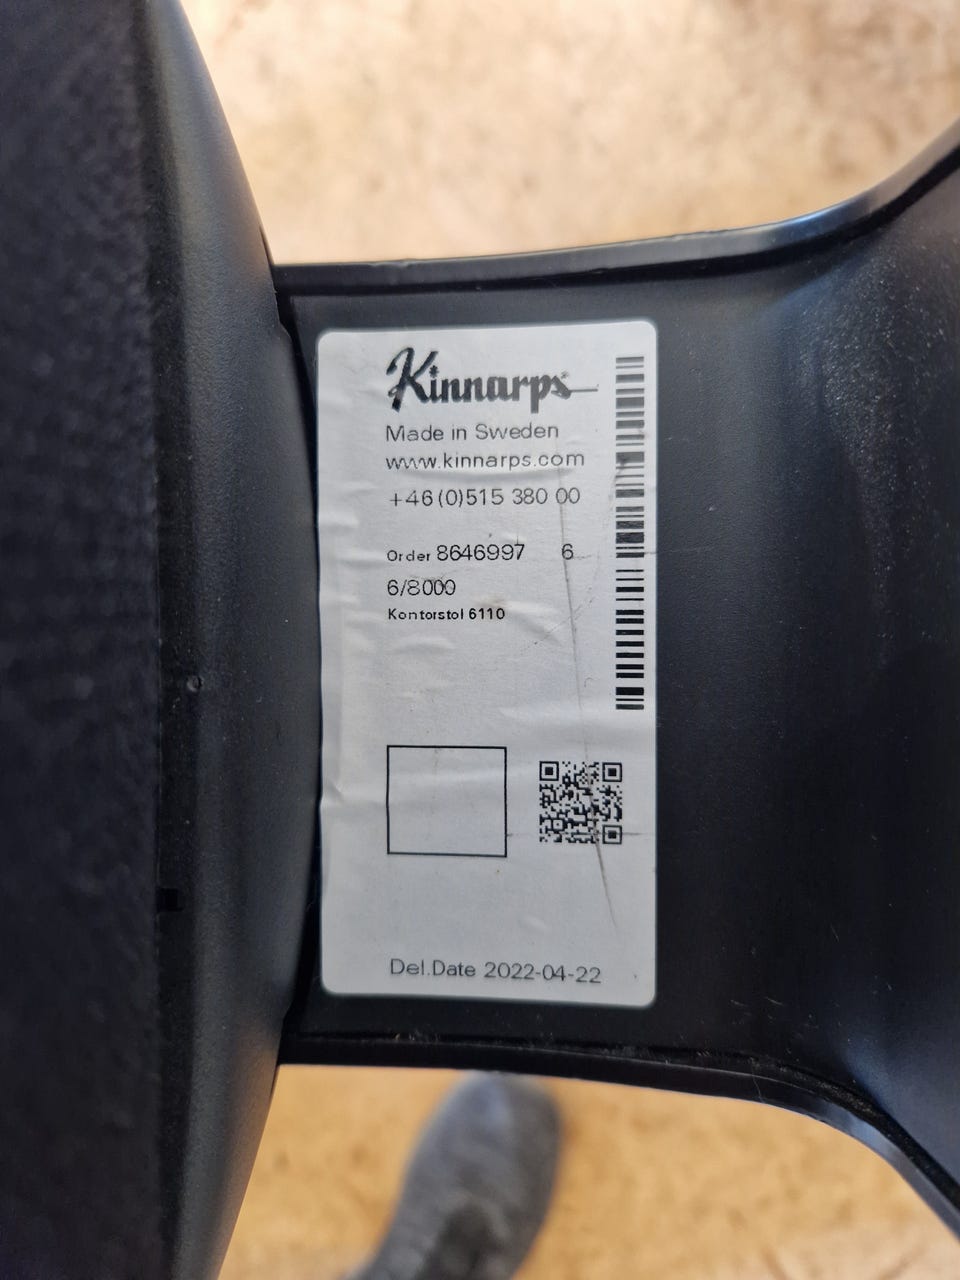 Kinnarps
Made in Sweden
www.kinnarps.com
+46(0)515 380 00
Order 8646997 6
6/8000
Kontorstol 6110
Del.Date 2022-04-22